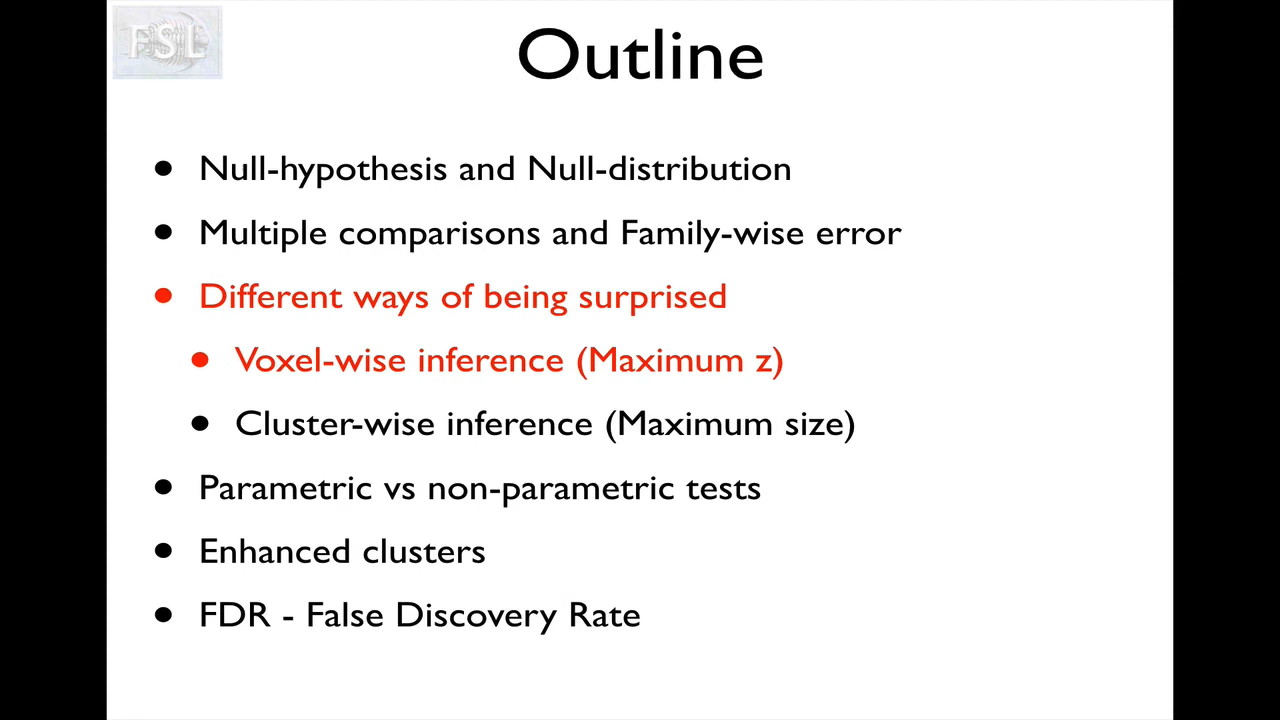 FSL
Outline
• Null-hypothesis and Null-distribution
• Multiple comparisons and Family-wise error
• Different ways of being surprised
• Voxel-wise inference (Maximum z)
• Cluster-wise inference (Maximum size)
• Parametric vs non-parametric tests
• Enhanced clusters
• FDR - False Discovery Rate